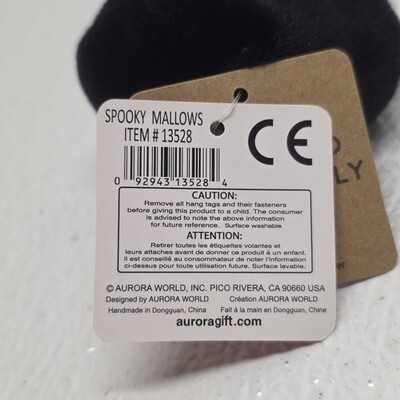 SPOOKY MALLOWS
ITEM # 13528
CE
0 92943 13528 4
CAUTION:
Remove all hang tags and their fasteners
before giving this product to a child. The consumer
is advised to note the above information
for future reference. Surface washable
ATTENTION:
Retirer toutes les étiquettes volantes et
leurs attaches avant de donner ce produit à un enfant.
Il est conseillé au consommateur de noter l'information
ci-dessus pour toute utilisation future. Surface lavable.
© AURORA WORLD, INC. PICO RIVERA, CA 90660 USA
Designed by AURORA WORLD Création AURORA WORLD
Handmade in Dongguan, China Fait à la main en Dongguan, Chine
auroragift.com